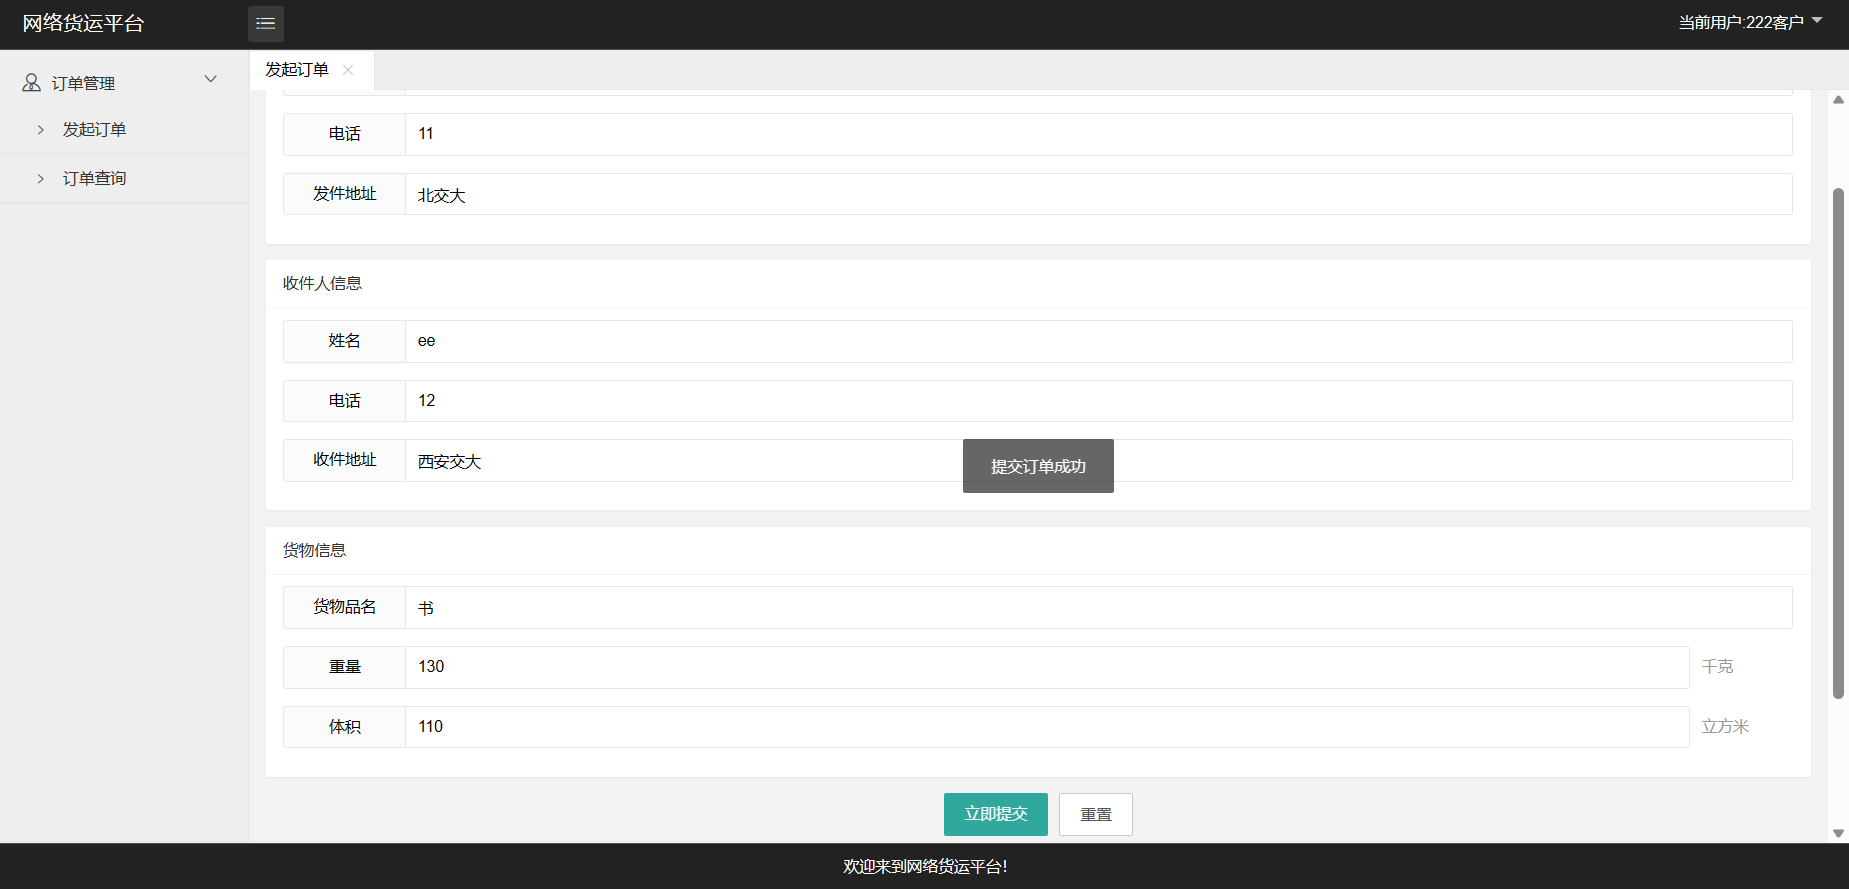 网络货运平台
当前用户:222客户
订单管理
发起订单
订单查询
发起订单
电话 11
发件地址 北交大
收件人信息
姓名 ee
电话 12
收件地址 西安交大
提交订单成功
货物信息
货物品名 书
重量 130 千克
体积 110 立方米
立即提交 重置
欢迎来到网络货运平台!